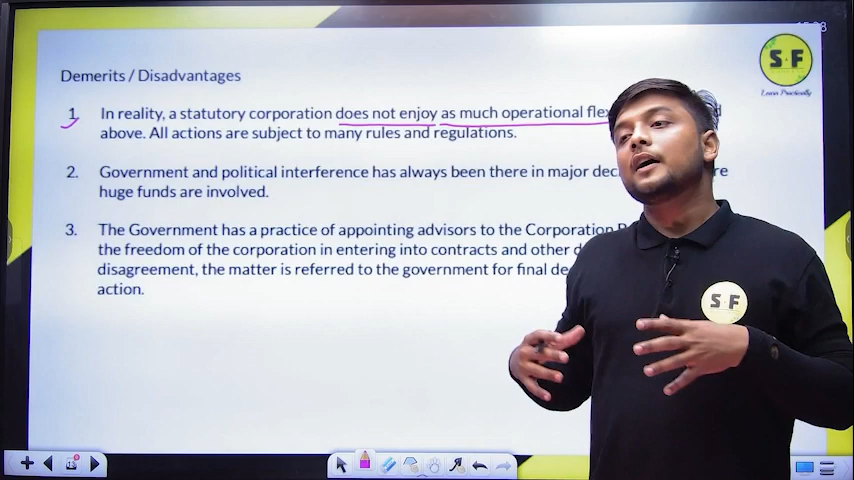 S F
Learn Practically
Demerits / Disadvantages
1. In reality, a statutory corporation does not enjoy as much operational
above. All actions are subject to many rules and regulations.
2. Government and political interference has always been there in major
huge funds are involved.
3. The Government has a practice of appointing advisors to the Corporation
the freedom of the corporation in entering into contracts and other
disagreement, the matter is referred to the government for final
action.
S F